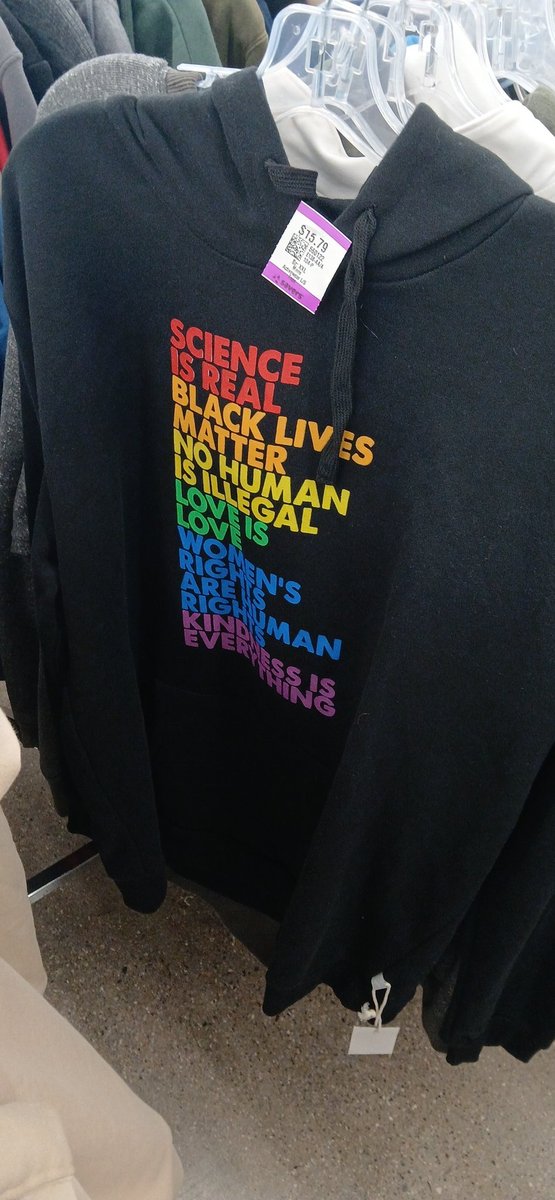 $15.79
SCIENCE
IS REAL
BLACK LIVES
MATTER
NO HUMAN
IS ILLEGAL
LOVE IS
LOVE
WOMEN'S
RIGHTS
ARE
HUMAN
RIGHTS
KINDNESS IS
EVERYTHING
savers